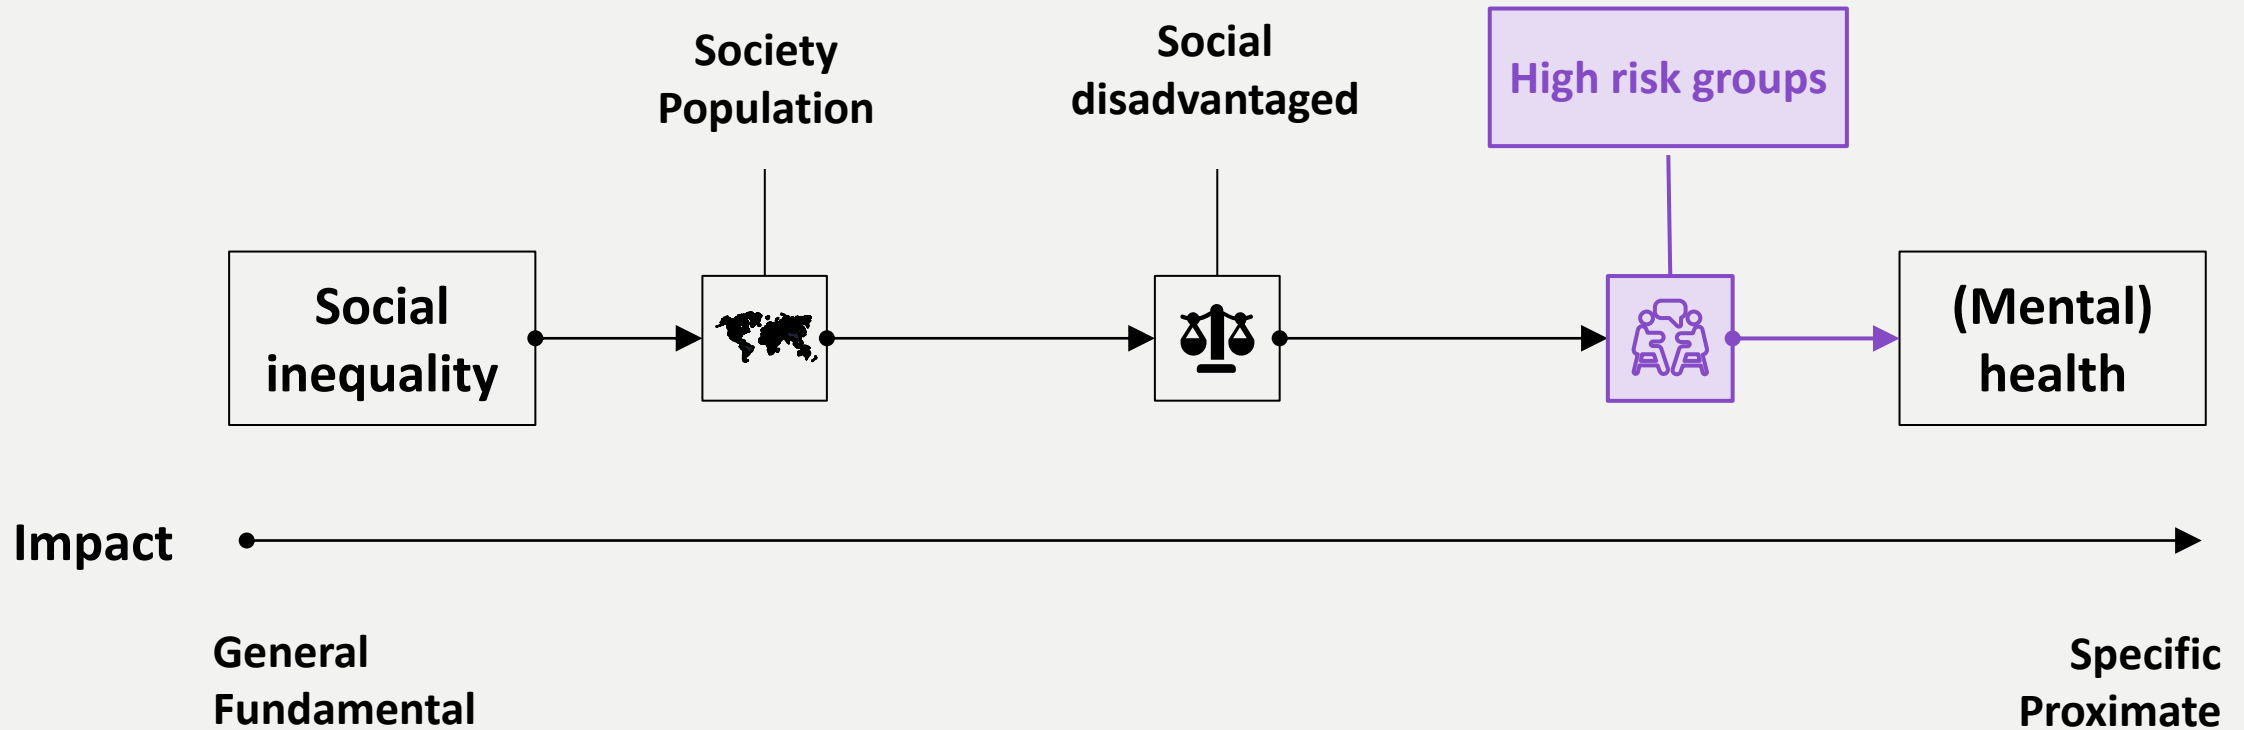 Society
Population
Social
disadvantaged
High risk groups
Social
inequality
(Mental)
health
Impact
General
Fundamental
Specific
Proximate